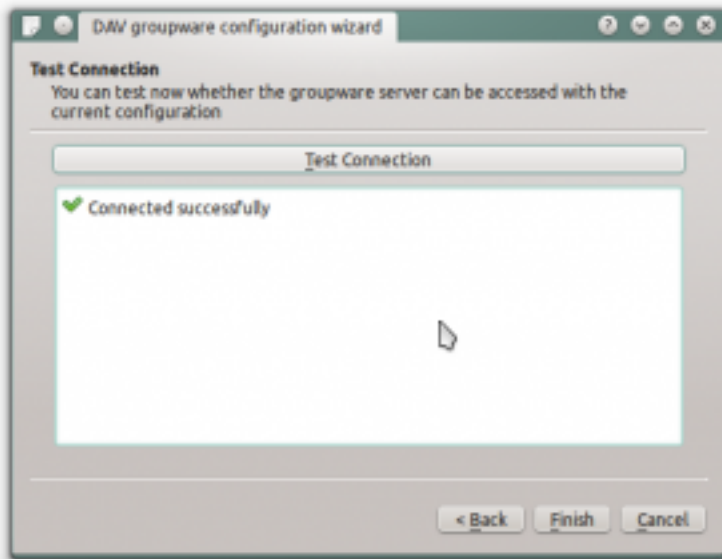 DAV groupware configuration wizard
Test Connection
You can test now whether the groupware server can be accessed with the
current configuration
Test Connection
Connected successfully
< Back
Finish
Cancel